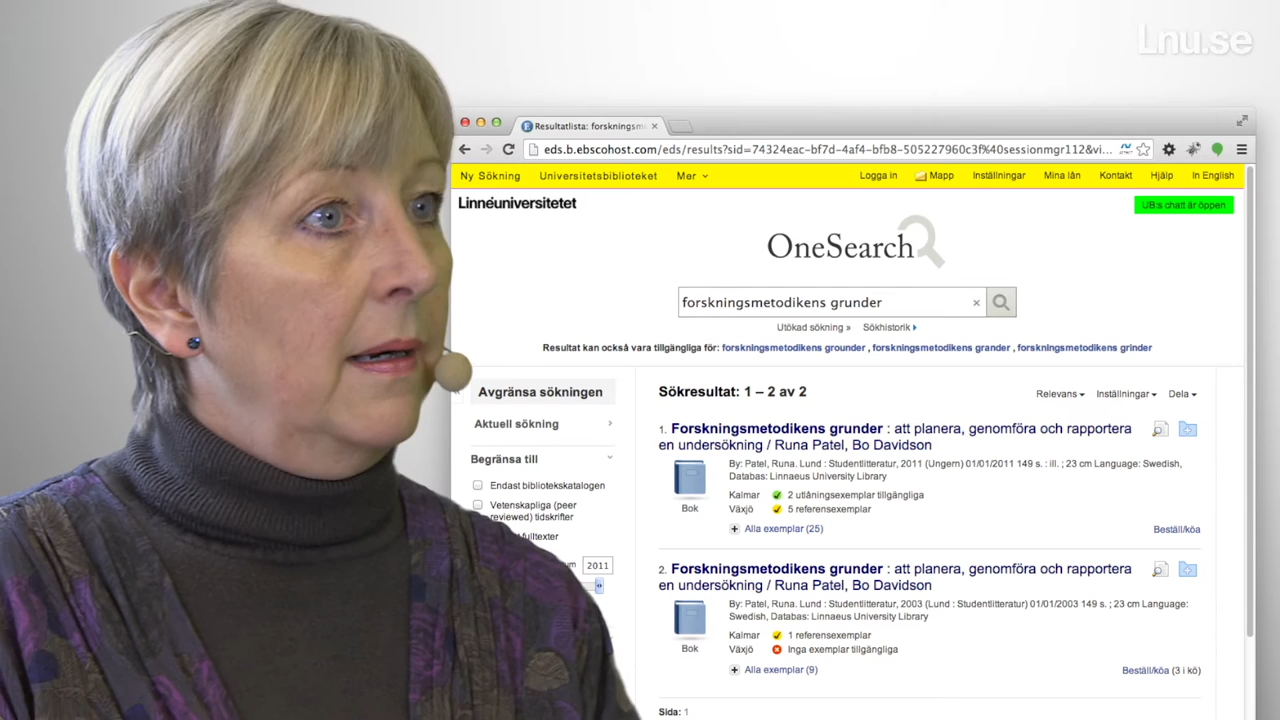 Lnu.se
Resultatlista: forskningsm
eds.b.ebscohost.com/eds/results?sid=74324eac-bf7d-4af4-bfb8-505227960c3f%40sessionmgr112&vi...
Ny Sökning Universitetsbiblioteket Mer Logga in Mapp Inställningar Mina lån Kontakt Hjälp In English
Linnéuniversitetet
UB:s chatt är öppen
OneSearch
forskningsmetodikens grunder
Utökad sökning » Sökhistorik
Resultat kan också vara tillgängliga för: forskningsmetodikens grounder , forskningsmetodikens grander , forskningsmetodikens grinder
Avgränsa sökningen
Aktuell sökning
Begränsa till
Endast bibliotekskatalogen
Vetenskapliga (peer
reviewed) tidskrifter
fulltexter
2011
Sökresultat: 1 – 2 av 2
Relevans Inställningar Dela
1. Forskningsmetodikens grunder : att planera, genomföra och rapportera
en undersökning / Runa Patel, Bo Davidson
By: Patel, Runa. Lund : Studentlitteratur, 2011 (Ungern) 01/01/2011 149 s. : ill. ; 23 cm Language: Swedish,
Databas: Linnaeus University Library
Bok
Kalmar 2 utlåningsexemplar tillgängliga
Växjö 5 referensexemplar
Alla exemplar (25)
Beställ/köa
2. Forskningsmetodikens grunder : att planera, genomföra och rapportera
en undersökning / Runa Patel, Bo Davidson
By: Patel, Runa. Lund : Studentlitteratur, 2003 (Lund : Studentlitteratur) 01/01/2003 149 s. ; 23 cm Language:
Swedish, Databas: Linnaeus University Library
Bok
Kalmar 1 referensexemplar
Växjö Inga exemplar tillgängliga
Alla exemplar (9)
Beställ/köa (3 i kö)
Sida: 1